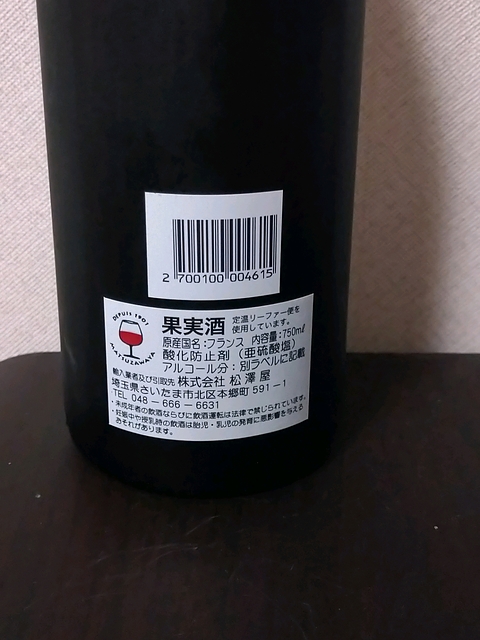 2 700100 004615
DEPUIS 1901
MATSUZAWAYA
果実酒 定温リーファー便を
使用しています。
原産国名:フランス 内容量:750mℓ
酸化防止剤(亜硫酸塩)
アルコール分:別ラベルに記載
輸入業者及び引取先 株式会社 松澤屋
埼玉県さいたま市北区本郷町591-1
TEL 048-666-6631
・未成年者の飲酒ならびに飲酒運転は法律で禁じられています。
・妊娠中や授乳時の飲酒は胎児・乳児の発育に悪影響を与える
おそれがあります。